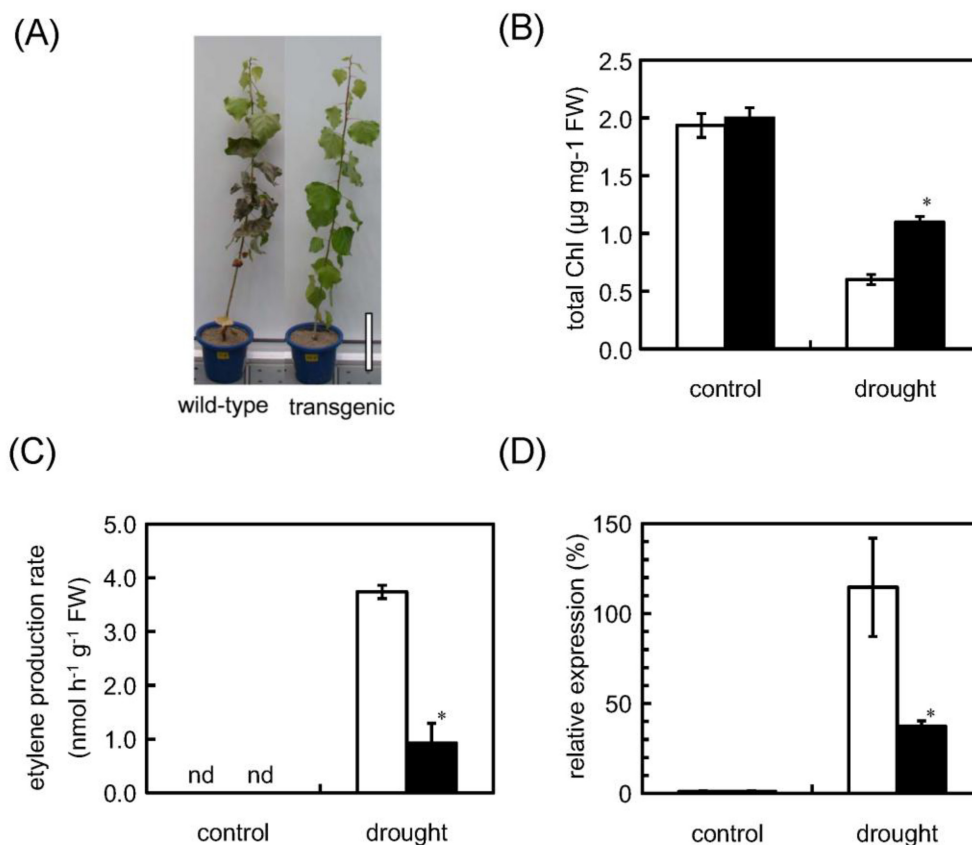 (A)
wild-type transgenic
(B)
total Chl (µg mg-1 FW)
2.5
2.0
1.5
1.0
0.5
0.0
*
control drought
(C)
etylene production rate
(nmol h⁻¹ g⁻¹ FW)
5.0
4.0
3.0
2.0
1.0
0.0
nd nd
*
control drought
(D)
relative expression (%)
150
100
50
0
*
control drought